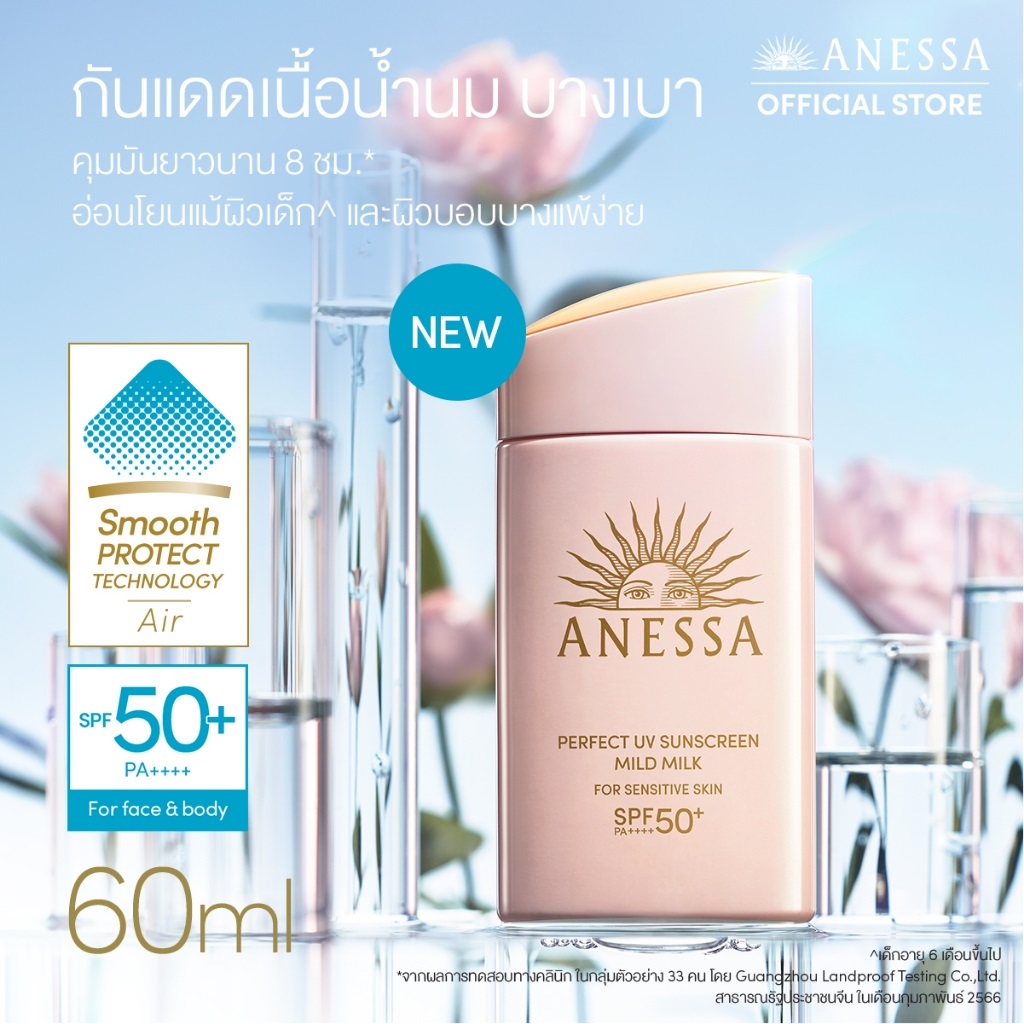 กันแดดเนื้อน้ำนม บางเบา
คุมมันยาวนาน 8 ชม.*
อ่อนโยนแม้ผิวเด็ก^ และผิวบอบบางแพ้ง่าย
ANESSA
OFFICIAL STORE
NEW
Smooth
PROTECT
TECHNOLOGY
Air
SPF 50+
PA++++
For face & body
60ml
ANESSA
PERFECT UV SUNSCREEN
MILD MILK
FOR SENSITIVE SKIN
SPF 50+
PA++++
^เด็กอายุ 6 เดือนขึ้นไป
*จากผลการทดสอบทางคลินิก ในกลุ่มตัวอย่าง 33 คน โดย Guangzhou Landproof Testing Co.,Ltd.
สาธารณรัฐประชาชนจีน ในเดือนกุมภาพันธ์ 2566